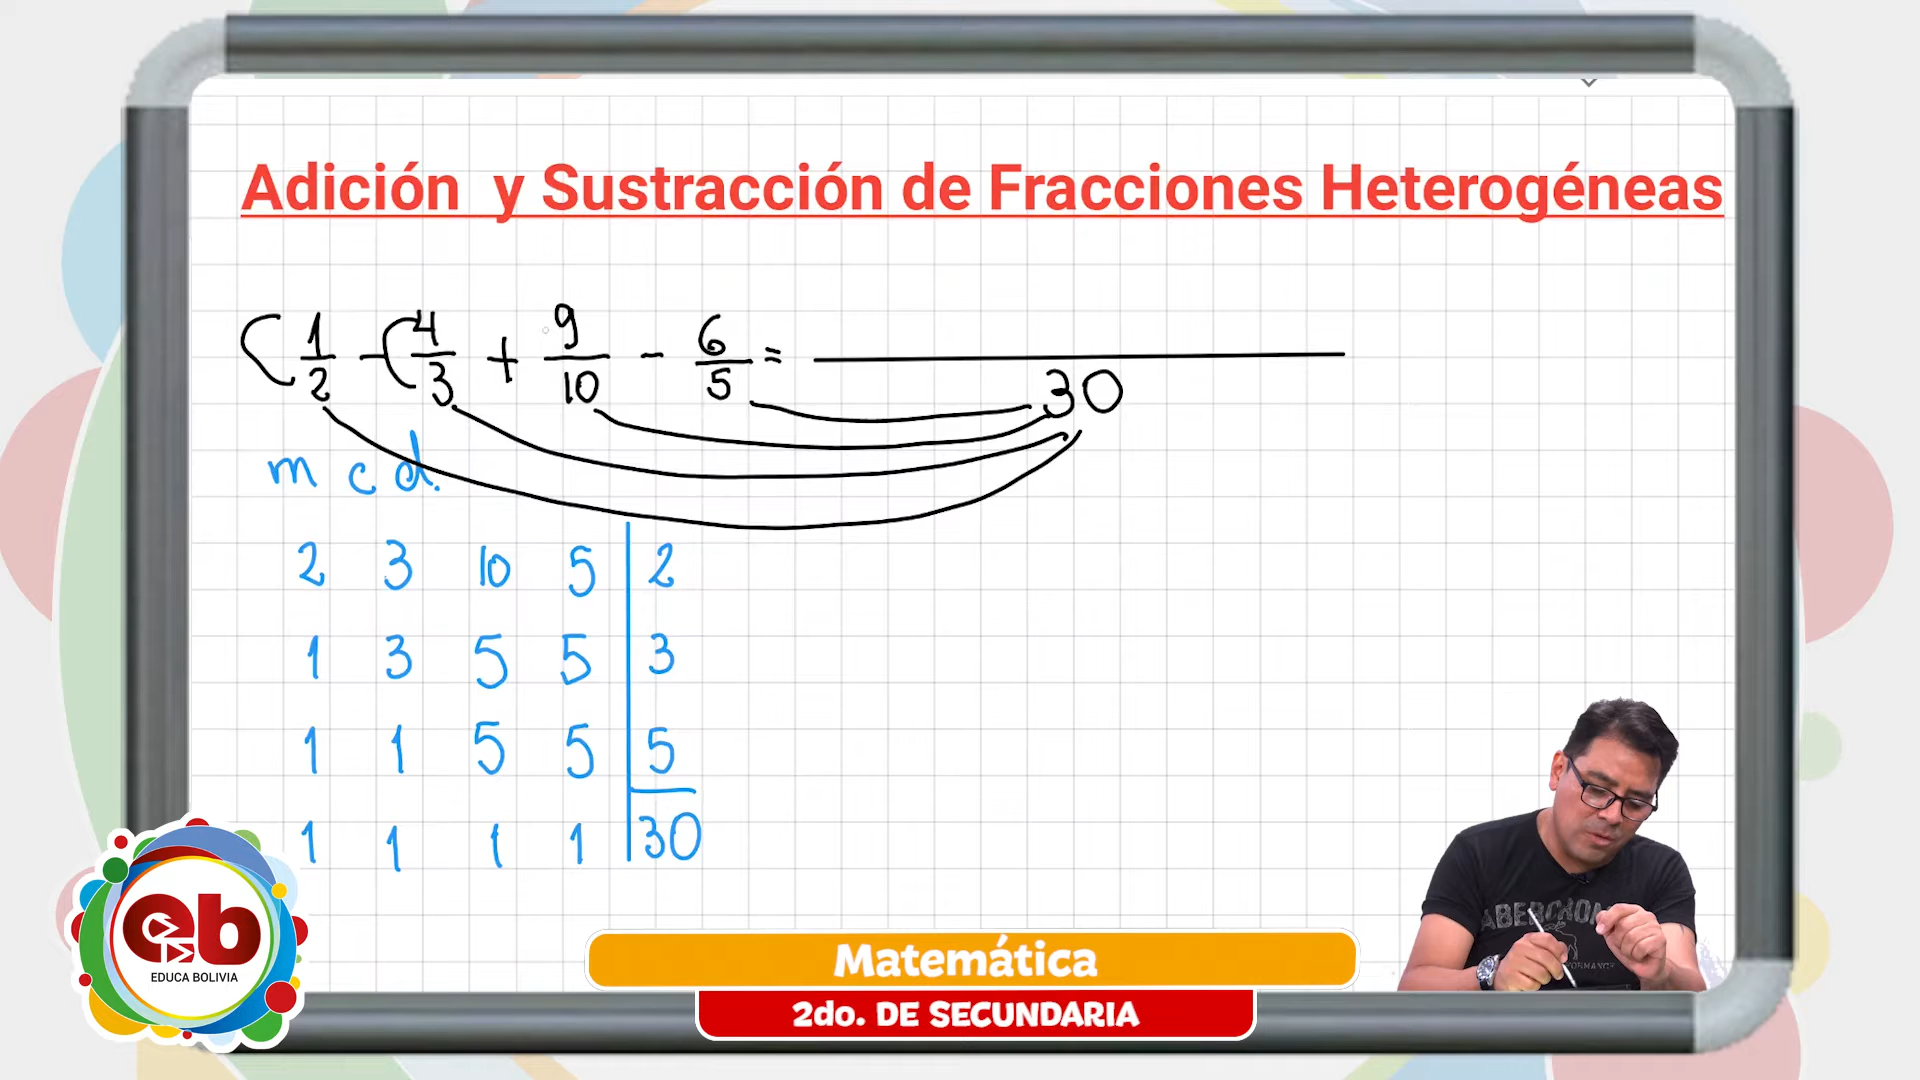 Adición y Sustracción de Fracciones Heterogéneas
1/2 - 4/3 + 9/10 - 6/5 = /30
m c d.
2 3 10 5 | 2
1 3 5 5 | 3
1 1 5 5 | 5
1 1 1 1 | 30
eb
EDUCA BOLIVIA
Matemática
2do. DE SECUNDARIA